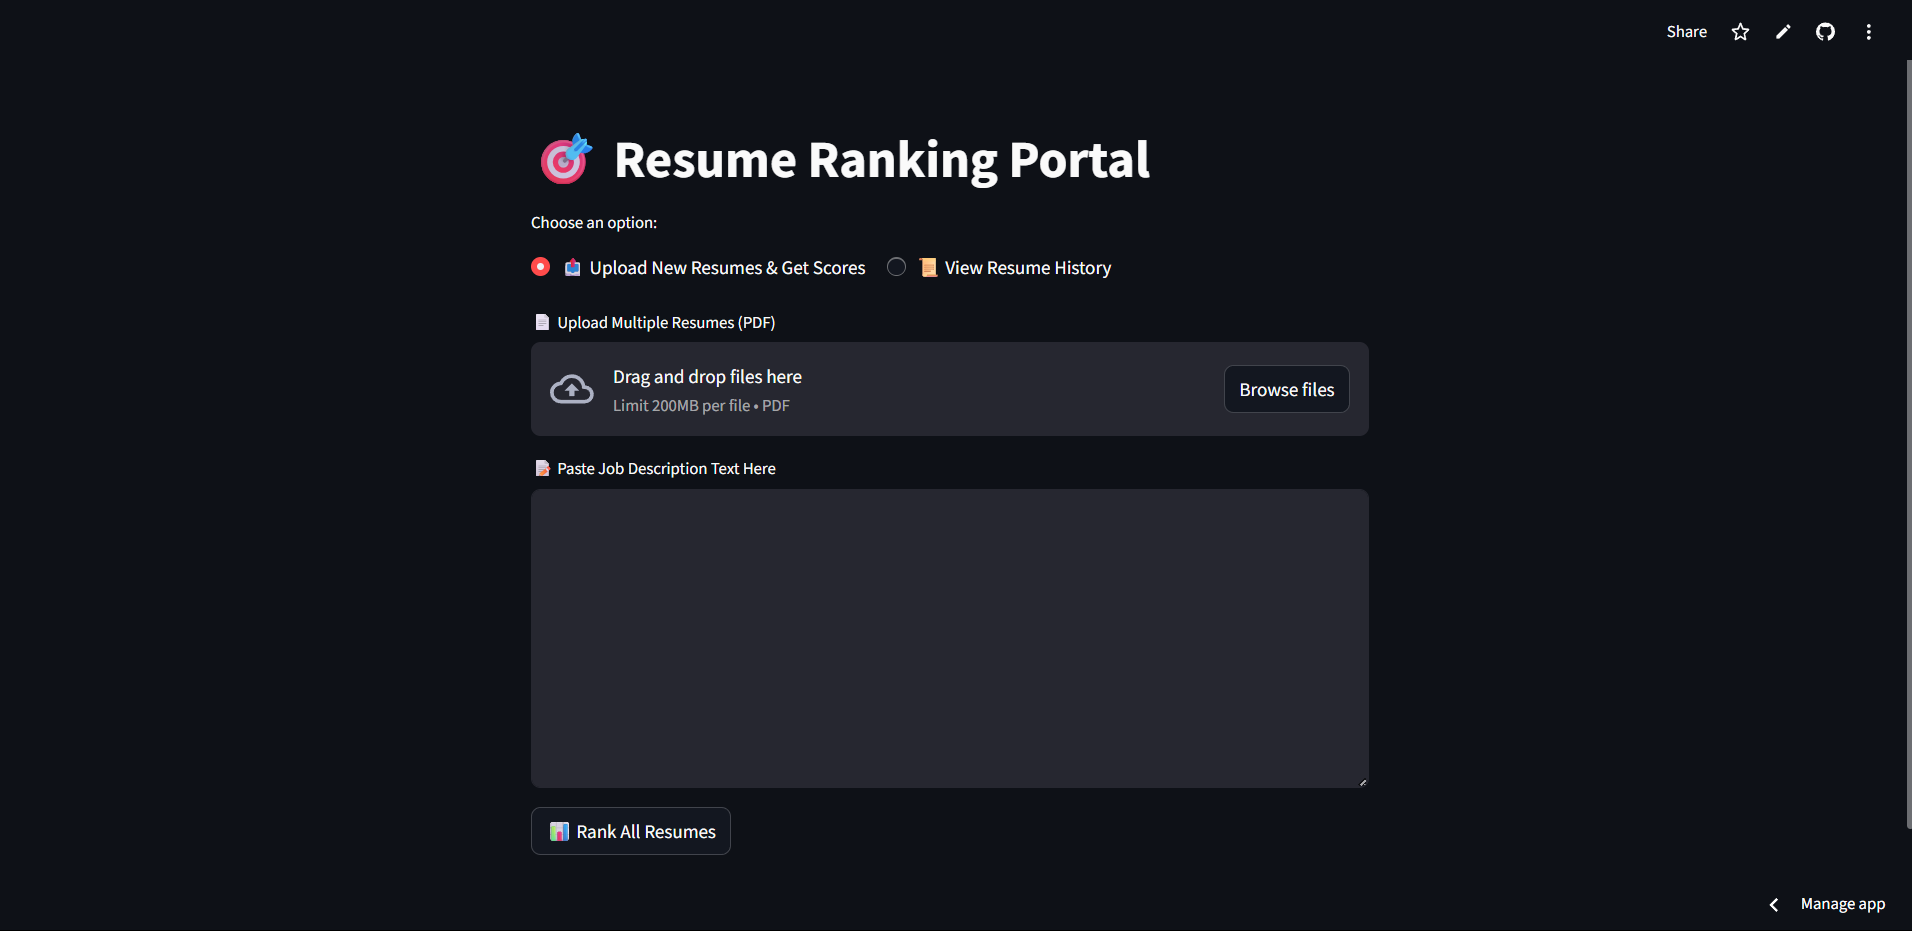 Share
Resume Ranking Portal
Choose an option:
Upload New Resumes & Get Scores
View Resume History
Upload Multiple Resumes (PDF)
Drag and drop files here
Limit 200MB per file • PDF
Browse files
Paste Job Description Text Here
Rank All Resumes
Manage app